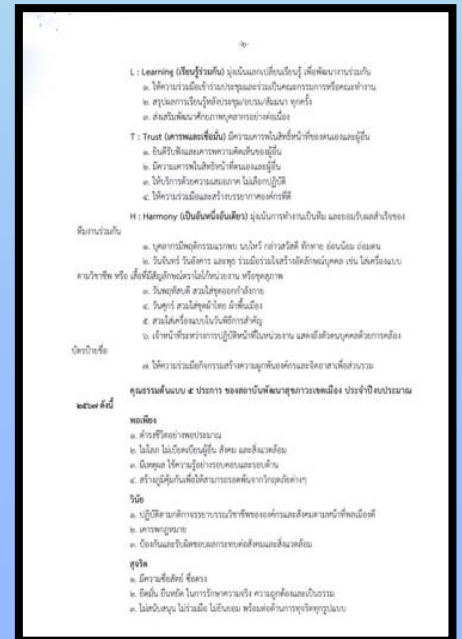 -๒-
L : Learning (เรียนรู้ร่วมกัน) มุ่งเน้นแลกเปลี่ยนเรียนรู้ เพื่อพัฒนางานร่วมกัน
๑. ให้ความร่วมมือเข้าร่วมประชุมและร่วมเป็นคณะกรรมการหรือคณะทำงาน
๒. สรุปผลการเรียนรู้หลังประชุม/อบรม/สัมมนา ทุกครั้ง
๓. ส่งเสริมพัฒนาศักยภาพบุคลากรอย่างต่อเนื่อง
T : Trust (เคารพและเชื่อมั่น) มีความเคารพในสิทธิ์หน้าที่ของตนเองและผู้อื่น
๑. ยินดีรับฟังและเคารพความคิดเห็นของผู้อื่น
๒. มีความเคารพในสิทธิหน้าที่ตนเองและผู้อื่น
๓. ให้บริการด้วยความเสมอภาค ไม่เลือกปฏิบัติ
๔. ให้ความร่วมมือและสร้างบรรยากาศองค์กรที่ดี
H : Harmony (เป็นอันหนึ่งอันเดียว) มุ่งเน้นการทำงานเป็นทีม และยอมรับผลสำเร็จของ
ทีมงานร่วมกัน
๑. บุคลากรมีพฤติกรรมแรกพบ นบไหว้ กล่าวสวัสดี ทักทาย อ่อนน้อม ถ่อมตน
๒. วันจันทร์ วันอังคาร และพุธ ร่วมมือร่วมใจสร้างอัตลักษณ์บุคคล เช่น ใส่เครื่องแบบ
ตามวิชาชีพ หรือ เสื้อที่มีสัญลักษณ์ตราโลโก้หน่วยงาน หรือชุดสุภาพ
๓. วันพฤหัสบดี สวมใส่ชุดออกกำลังกาย
๔. วันศุกร์ สวมใส่ชุดผ้าไทย ผ้าพื้นเมือง
๕. สวมใส่เครื่องแบบในวันพิธีการสำคัญ
๖. เจ้าหน้าที่ระหว่างการปฏิบัติหน้าที่ในหน่วยงาน แสดงถึงตัวตนบุคคลด้วยการคล้อง
บัตรป้ายชื่อ
๗. ให้ความร่วมมือกิจกรรมสร้างความผูกพันองค์กรและจิตอาสาเพื่อส่วนรวม
คุณธรรมต้นแบบ ๕ ประการ ของสถาบันพัฒนาสุขภาวะเขตเมือง ประจำปีงบประมาณ
๒๕๖๗ ดังนี้
พอเพียง
๑. ดำรงชีวิตอย่างพอประมาณ
๒. ไม่โลภ ไม่เบียดเบียนผู้อื่น สังคม และสิ่งแวดล้อม
๓. มีเหตุผล ใช้ความรู้อย่างรอบคอบและรอบด้าน
๔. สร้างภูมิคุ้มกันเพื่อให้สามารถรอดพ้นจากวิกฤตภัยต่างๆ
วินัย
๑. ปฏิบัติตามกติกาจรรยาบรรณวิชาชีพขององค์กรและสังคมตามหน้าที่พลเมืองดี
๒. เคารพกฎหมาย
๓. ป้องกันและรับผิดชอบผลกระทบต่อสังคมและสิ่งแวดล้อม
สุจริต
๑. มีความซื่อสัตย์ ซื่อตรง
๒. ยึดมั่น ยืนหยัด ในการรักษาความจริง ความถูกต้องและเป็นธรรม
๓. ไม่สนับสนุน ไม่ร่วมมือ ไม่ยินยอม พร้อมต่อต้านการทุจริตทุกรูปแบบ